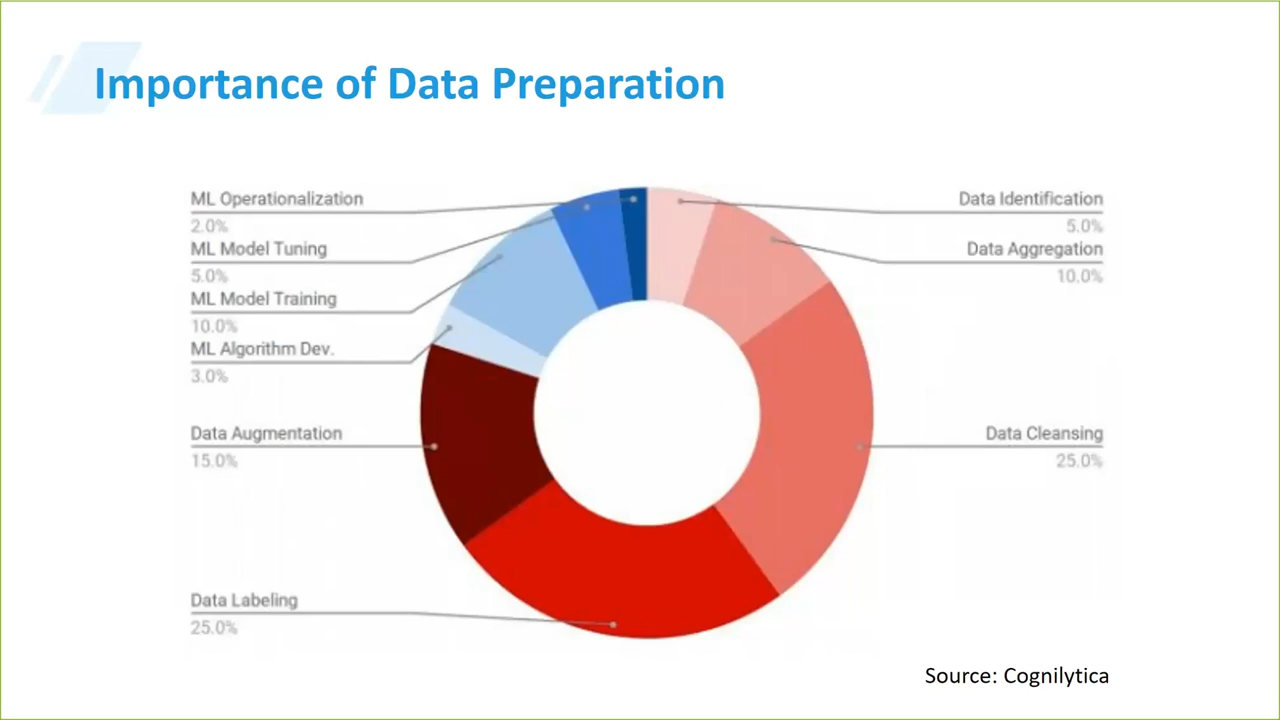 Importance of Data Preparation
ML Operationalization
2.0%
ML Model Tuning
5.0%
ML Model Training
10.0%
ML Algorithm Dev.
3.0%
Data Augmentation
15.0%
Data Labeling
25.0%
Data Identification
5.0%
Data Aggregation
10.0%
Data Cleansing
25.0%
Source: Cognilytica